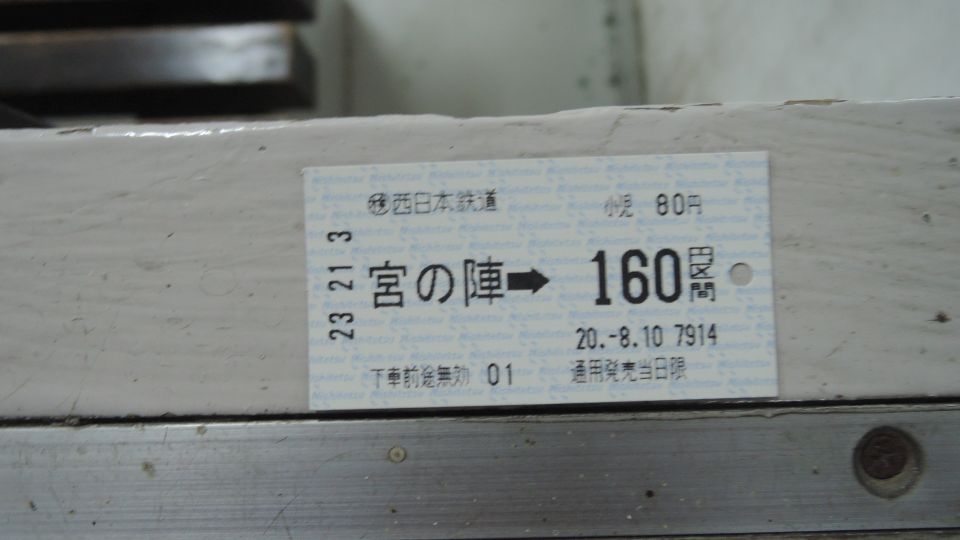 ㊝西日本鉄道 小児 80円
23 21 3
宮の陣➡160円区間
20.-8.10 7914
下車前途無効 01 通用発売当日限
Nishitetsu